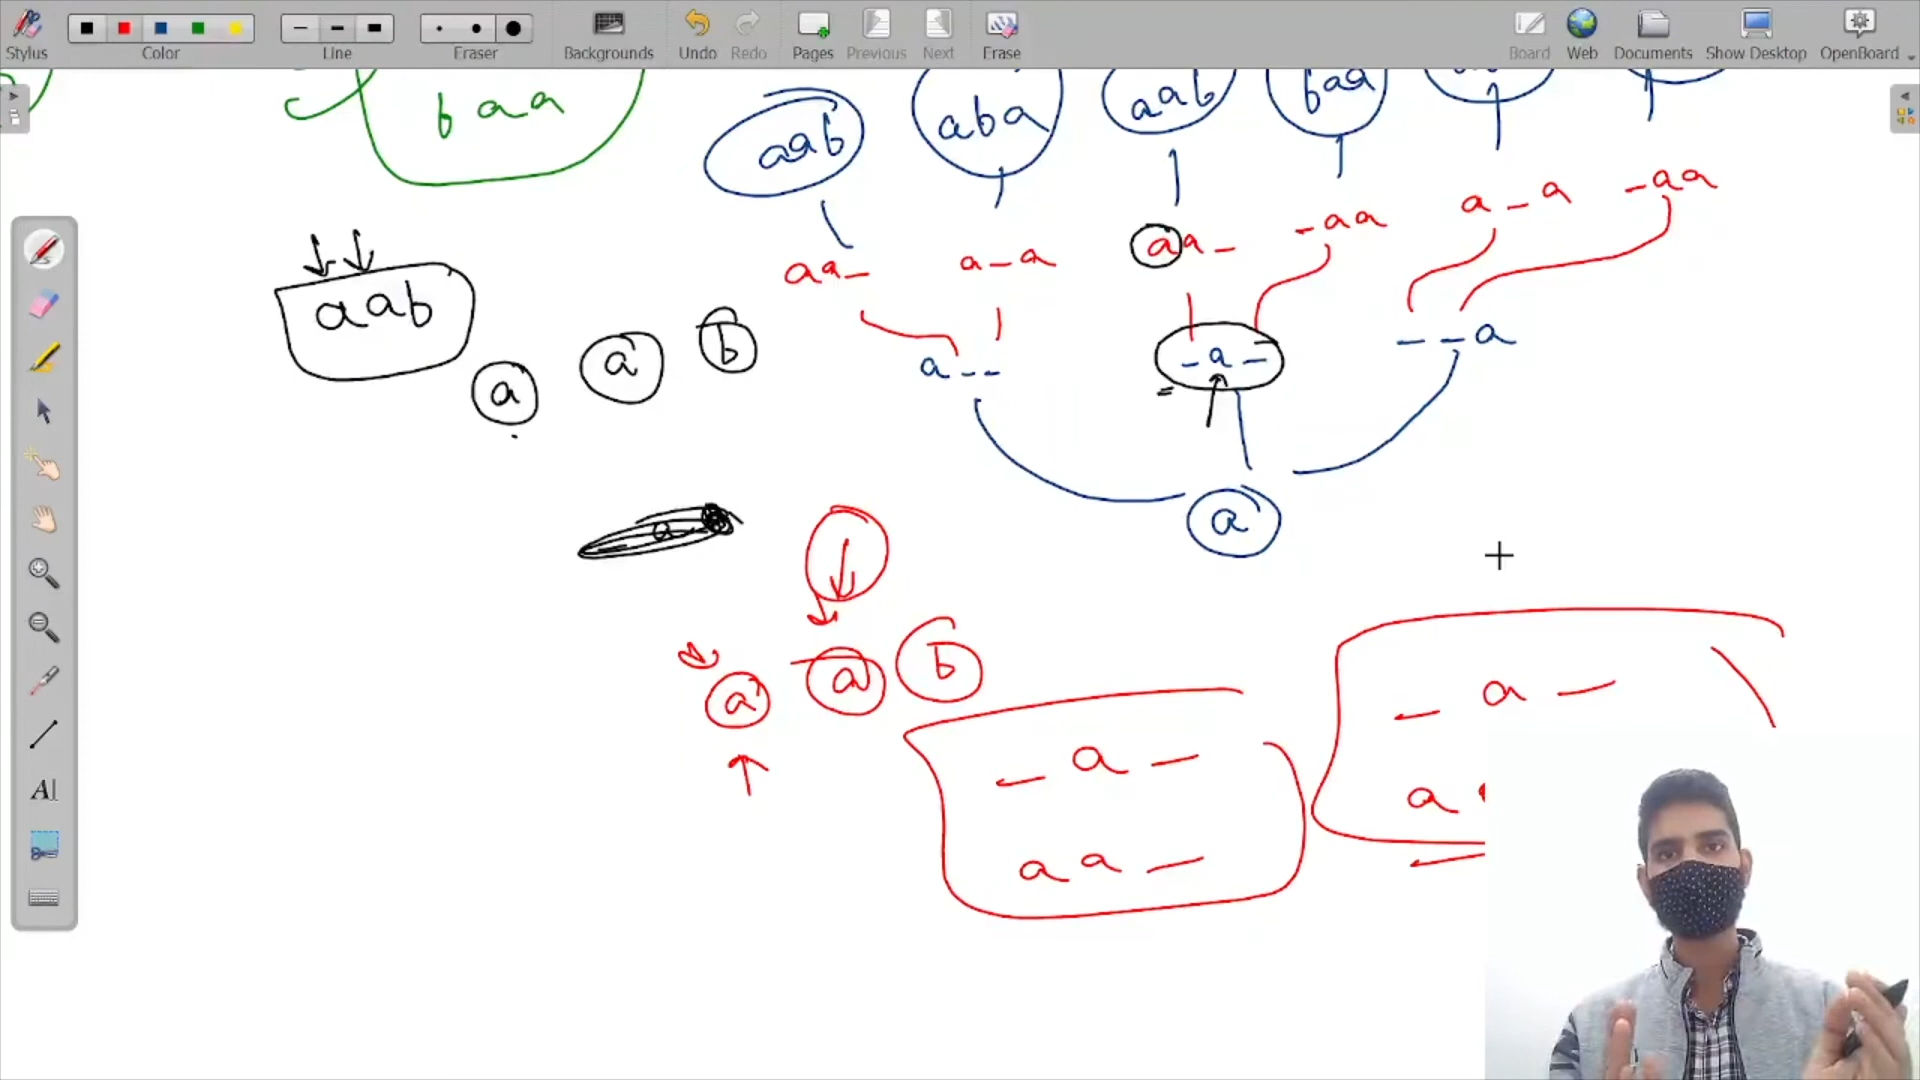 Stylus
Color
Line
Eraser
Backgrounds
Undo
Redo
Pages
Previous
Next
Erase
Board
Web
Documents
Show Desktop
OpenBoard
baa
aab
aba
aab
baa
aa_
a_a
aa_
_aa
a_a
_aa
aab
a
a
b
a__
_a_
__a
a
a
a
a
b
_a_
aa_
_a_
a
A